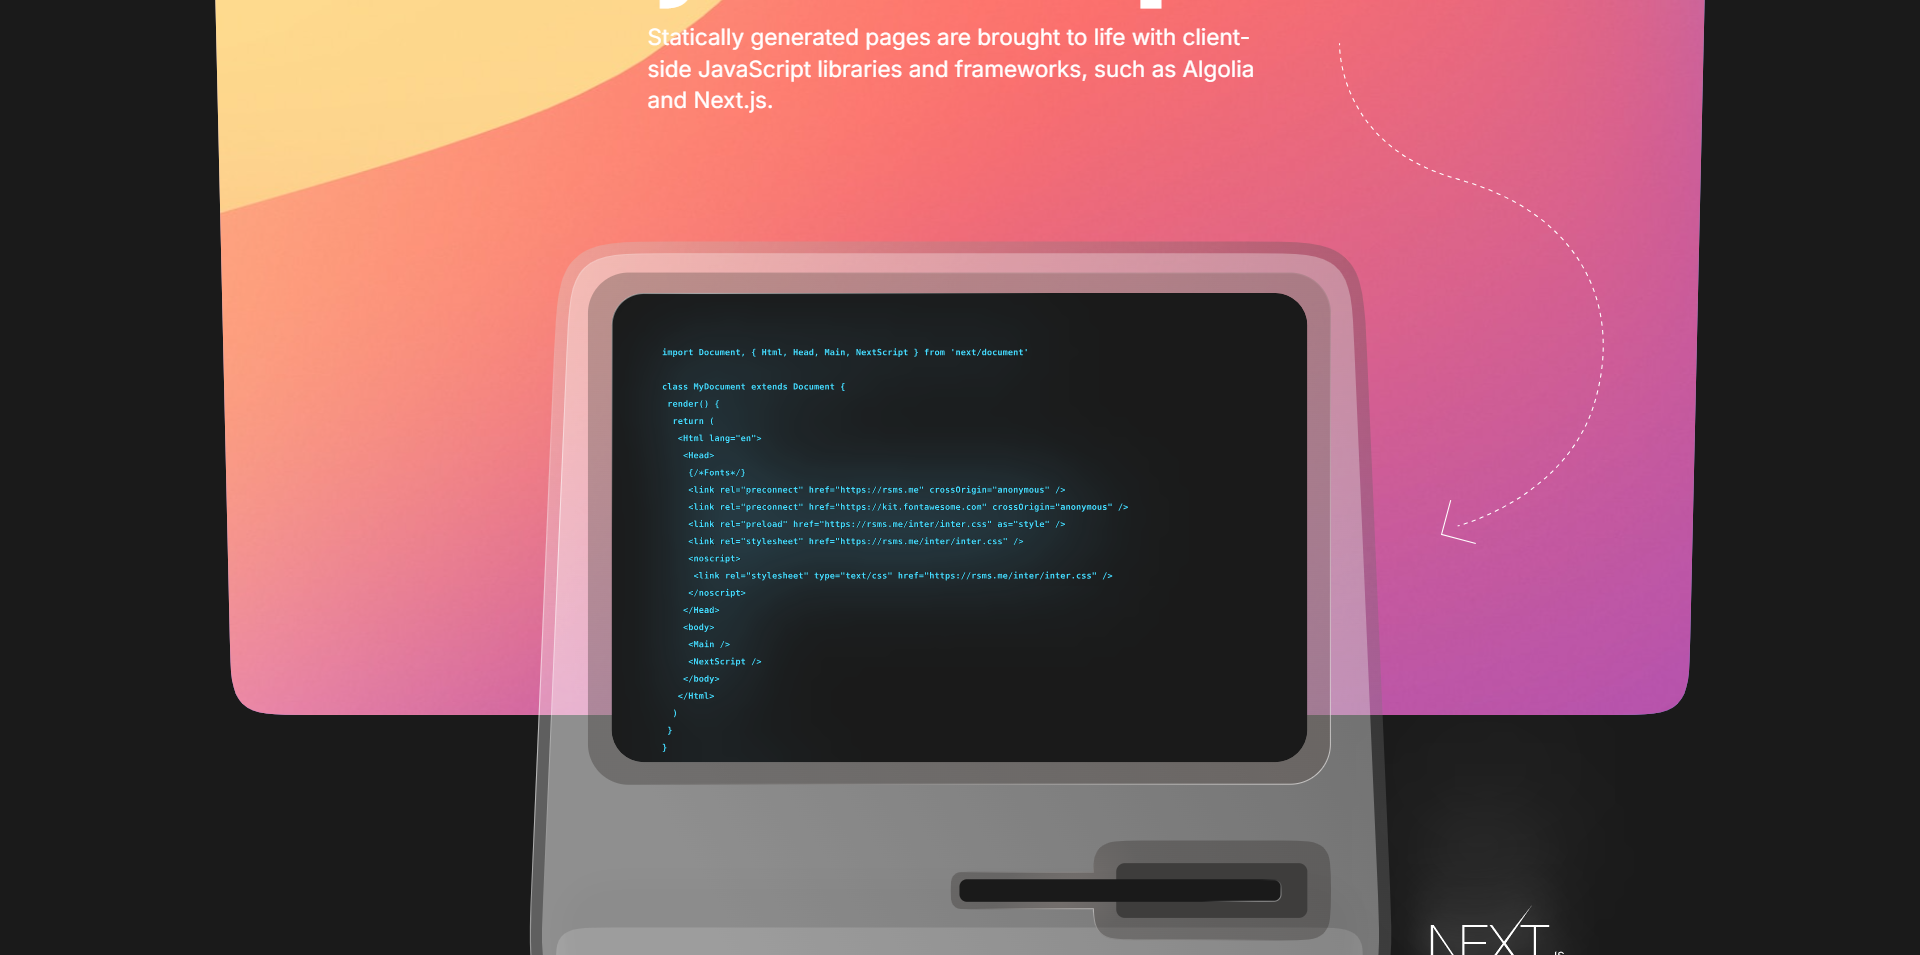 Statically generated pages are brought to life with client-
side JavaScript libraries and frameworks, such as Algolia
and Next.js.
import Document, { Html, Head, Main, NextScript } from 'next/document'
class MyDocument extends Document {
render() {
return (
<Html lang="en">
<Head>
{/*Fonts*/}
<link rel="preconnect" href="https://rsms.me" crossOrigin="anonymous" />
<link rel="preconnect" href="https://kit.fontawesome.com" crossOrigin="anonymous" />
<link rel="preload" href="https://rsms.me/inter/inter.css" as="style" />
<link rel="stylesheet" href="https://rsms.me/inter/inter.css" />
<noscript>
<link rel="stylesheet" type="text/css" href="https://rsms.me/inter/inter.css" />
</noscript>
</Head>
<body>
<Main />
<NextScript />
</body>
</Html>
)
}
}
NEXT.JS